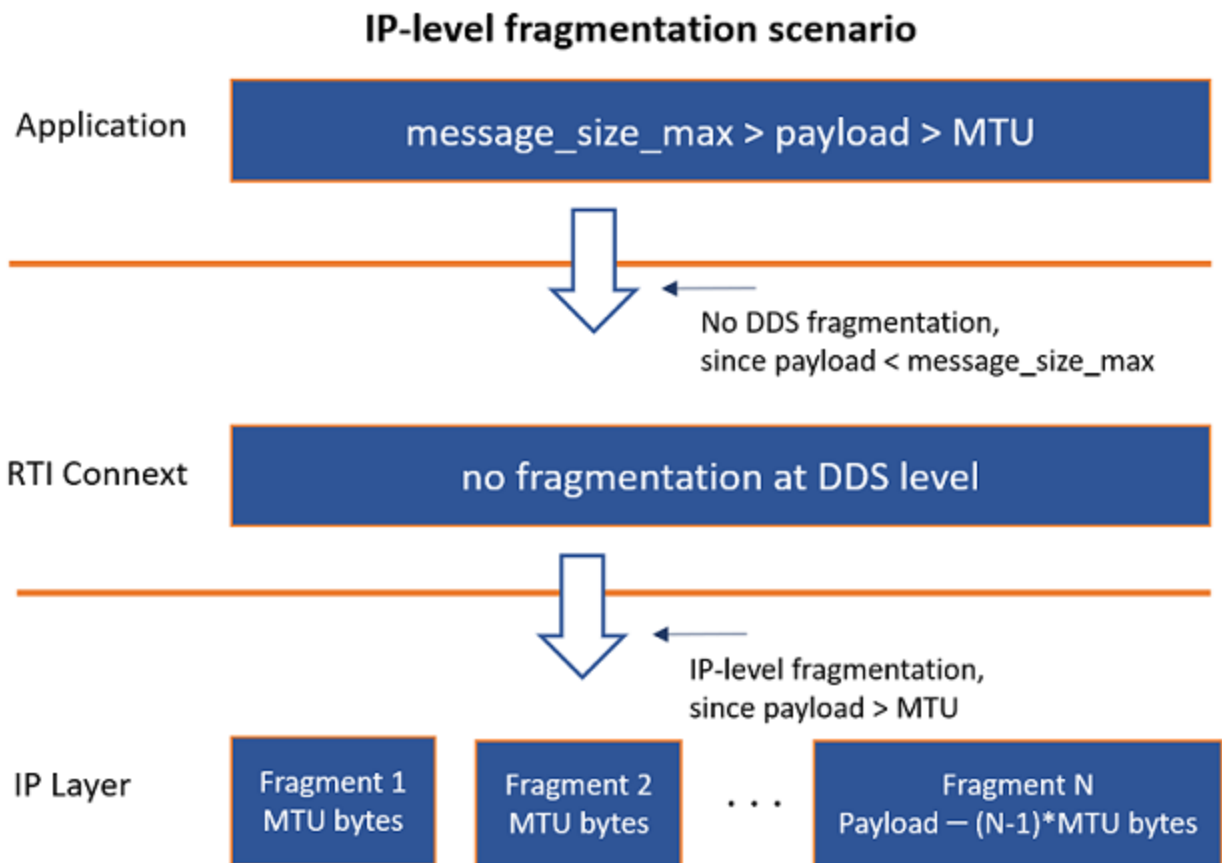 IP-level fragmentation scenario
Application
message_size_max > payload > MTU
No DDS fragmentation,
since payload < message_size_max
RTI Connext
no fragmentation at DDS level
IP-level fragmentation,
since payload > MTU
IP Layer
Fragment 1
MTU bytes
Fragment 2
MTU bytes
. . .
Fragment N
Payload — (N-1)*MTU bytes